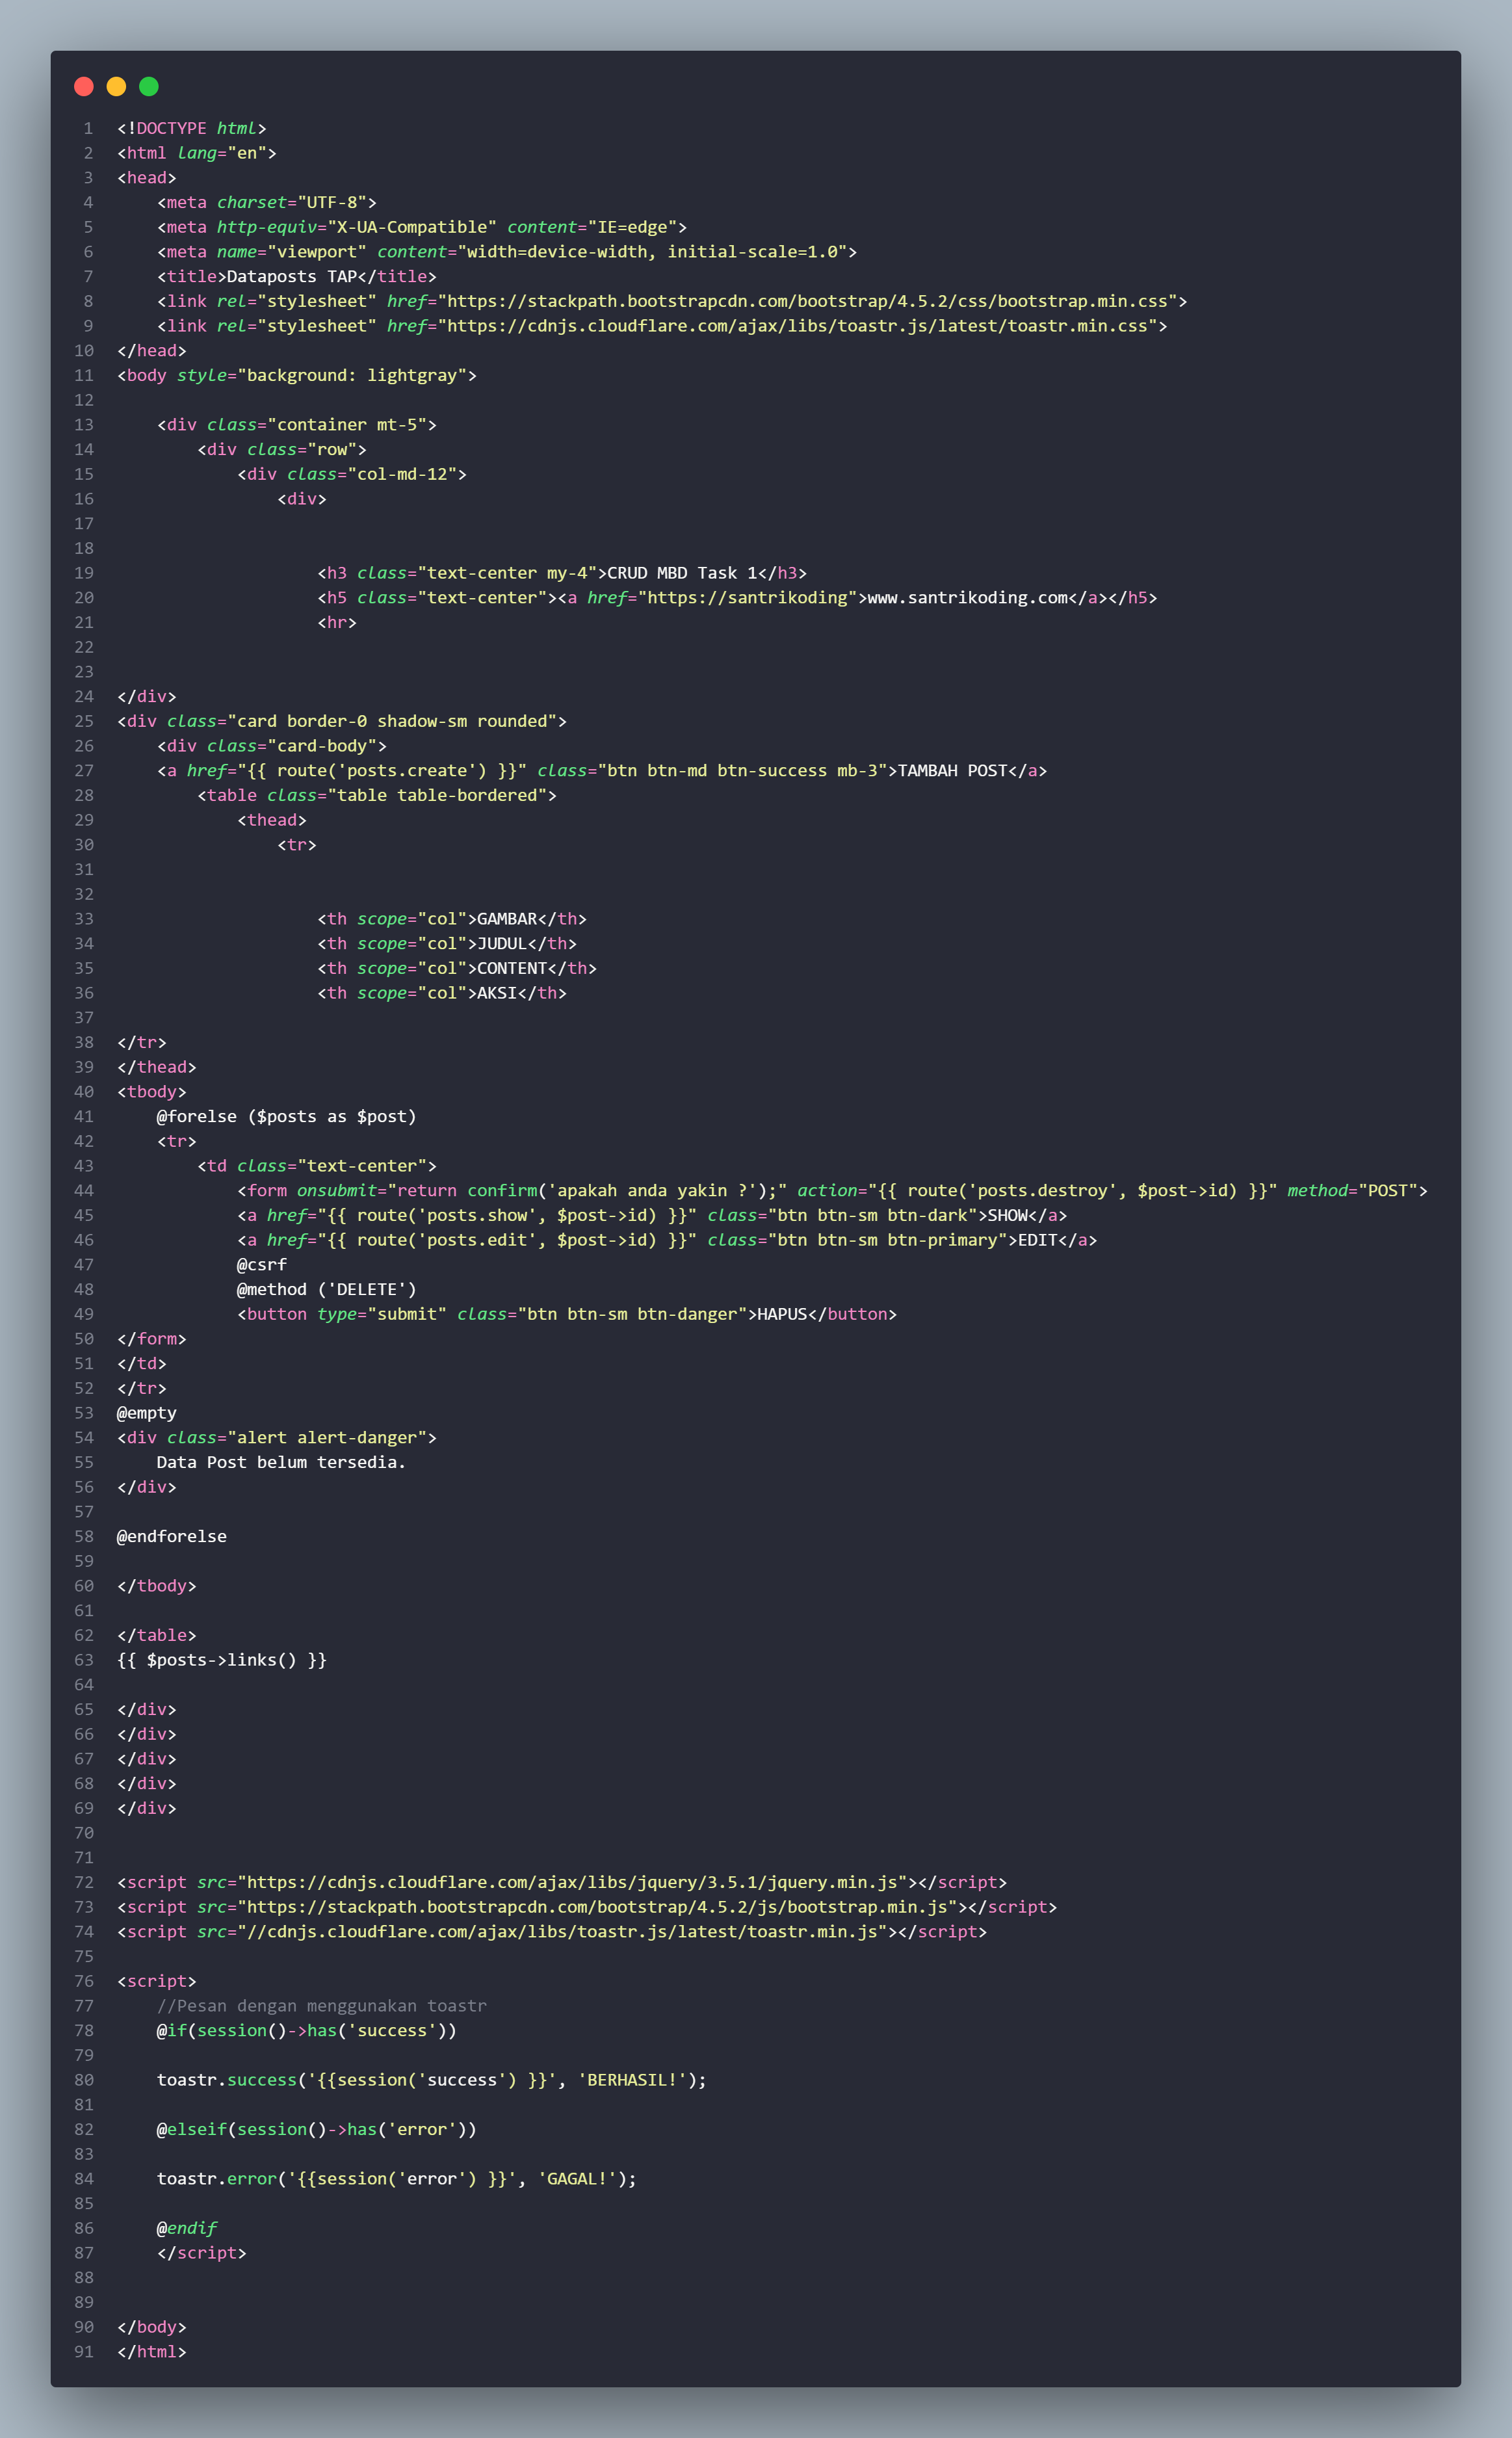 1 <!DOCTYPE html>
2 <html lang="en">
3 <head>
4     <meta charset="UTF-8">
5     <meta http-equiv="X-UA-Compatible" content="IE=edge">
6     <meta name="viewport" content="width=device-width, initial-scale=1.0">
7     <title>Dataposts TAP</title>
8     <link rel="stylesheet" href="https://stackpath.bootstrapcdn.com/bootstrap/4.5.2/css/bootstrap.min.css">
9     <link rel="stylesheet" href="https://cdnjs.cloudflare.com/ajax/libs/toastr.js/latest/toastr.min.css">
10 </head>
11 <body style="background: lightgray">
12
13     <div class="container mt-5">
14         <div class="row">
15             <div class="col-md-12">
16                 <div>
17
18
19                     <h3 class="text-center my-4">CRUD MBD Task 1</h3>
20                     <h5 class="text-center"><a href="https://santrikoding">www.santrikoding.com</a></h5>
21                     <hr>
22
23
24 </div>
25 <div class="card border-0 shadow-sm rounded">
26     <div class="card-body">
27     <a href="{{ route('posts.create') }}" class="btn btn-md btn-success mb-3">TAMBAH POST</a>
28         <table class="table table-bordered">
29             <thead>
30                 <tr>
31
32
33                     <th scope="col">GAMBAR</th>
34                     <th scope="col">JUDUL</th>
35                     <th scope="col">CONTENT</th>
36                     <th scope="col">AKSI</th>
37
38 </tr>
39 </thead>
40 <tbody>
41     @forelse ($posts as $post)
42     <tr>
43         <td class="text-center">
44             <form onsubmit="return confirm('apakah anda yakin ?');" action="{{ route('posts.destroy', $post->id) }}" method="POST">
45             <a href="{{ route('posts.show', $post->id) }}" class="btn btn-sm btn-dark">SHOW</a>
46             <a href="{{ route('posts.edit', $post->id) }}" class="btn btn-sm btn-primary">EDIT</a>
47             @csrf
48             @method ('DELETE')
49             <button type="submit" class="btn btn-sm btn-danger">HAPUS</button>
50 </form>
51 </td>
52 </tr>
53 @empty
54 <div class="alert alert-danger">
55     Data Post belum tersedia.
56 </div>
57
58 @endforelse
59
60 </tbody>
61
62 </table>
63 {{ $posts->links() }}
64
65 </div>
66 </div>
67 </div>
68 </div>
69 </div>
70
71
72 <script src="https://cdnjs.cloudflare.com/ajax/libs/jquery/3.5.1/jquery.min.js"></script>
73 <script src="https://stackpath.bootstrapcdn.com/bootstrap/4.5.2/js/bootstrap.min.js"></script>
74 <script src="//cdnjs.cloudflare.com/ajax/libs/toastr.js/latest/toastr.min.js"></script>
75
76 <script>
77     //Pesan dengan menggunakan toastr
78     @if(session()->has('success'))
79
80     toastr.success('{{session('success') }}', 'BERHASIL!');
81
82     @elseif(session()->has('error'))
83
84     toastr.error('{{session('error') }}', 'GAGAL!');
85
86     @endif
87     </script>
88
89
90 </body>
91 </html>